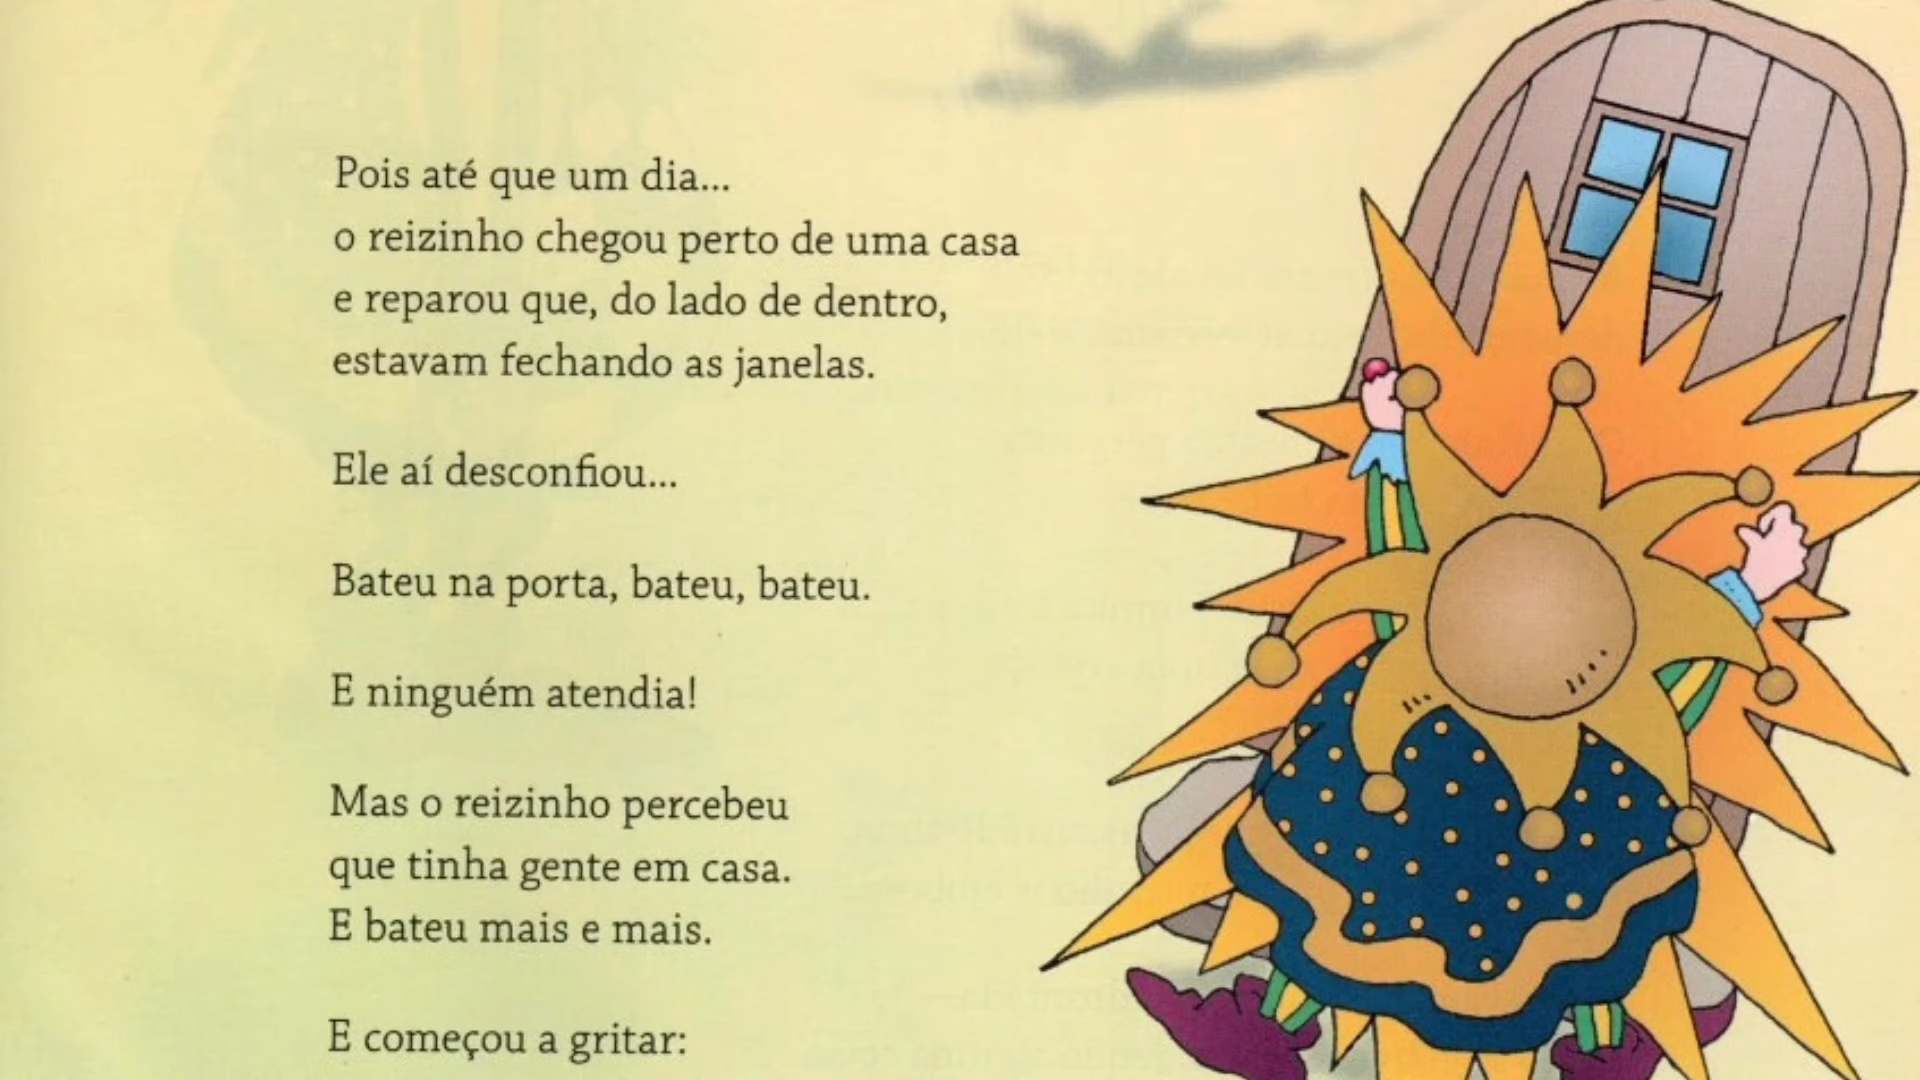 Pois até que um dia...
o reizinho chegou perto de uma casa
e reparou que, do lado de dentro,
estavam fechando as janelas.
Ele aí desconfiou...
Bateu na porta, bateu, bateu.
E ninguém atendia!
Mas o reizinho percebeu
que tinha gente em casa.
E bateu mais e mais.
E começou a gritar: